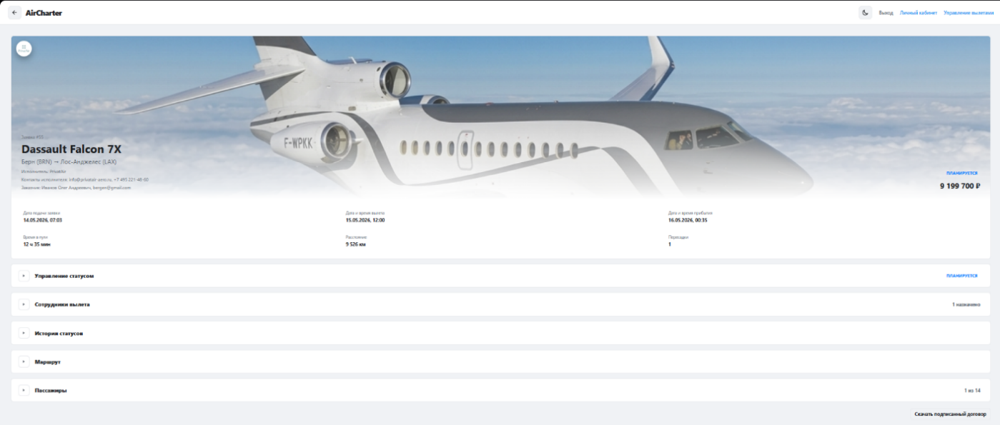 AirCharter
Выход Личный кабинет Управление вылетами
Заявка #55
Dassault Falcon 7X
Берн (BRN) → Лос-Анджелес (LAX)
Исполнитель: PrivatAir
Контакты исполнителя: info@privatair-aero.ru, +7 495 221-48-60
Заказчик: Иванов Олег Андреевич, bergen@gmail.com
F-WPKK
ПЛАНИРУЕТСЯ
9 199 700 ₽
Дата подачи заявки
14.05.2026, 07:03
Дата и время вылета
15.05.2026, 12:00
Дата и время прибытия
16.05.2026, 00:35
Время в пути
12 ч 35 мин
Расстояние
9 526 км
Пересадки
1
Управление статусом
ПЛАНИРУЕТСЯ
Сотрудники вылета
1 назначено
История статусов
Маршрут
Пассажиры
1 из 14
Скачать подписанный договор